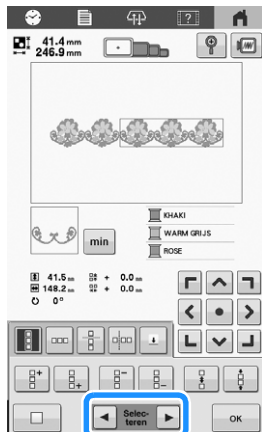 ?
41.4 mm
246.9 mm
min
KHAKI
WARM GRIJS
ROSE
41.5 mm + 0.0 mm
148.2 mm + 0.0 mm
0°
Selec-
teren
OK